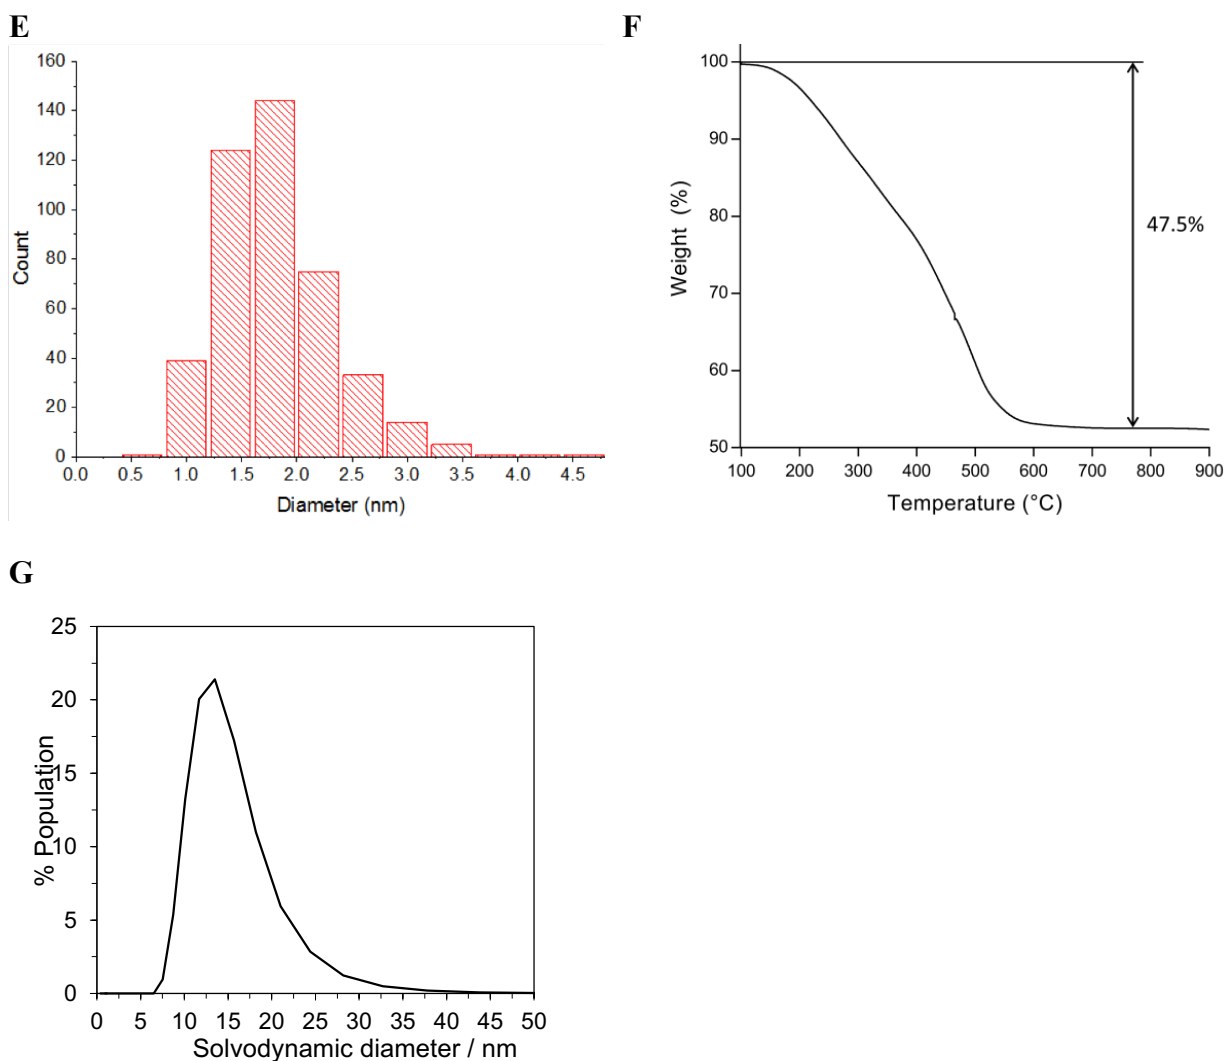 E
160
140
120
100
80
60
40
20
0
Count
0.0 0.5 1.0 1.5 2.0 2.5 3.0 3.5 4.0 4.5
Diameter (nm)
F
100
90
80
70
60
50
Weight (%)
47.5%
100 200 300 400 500 600 700 800 900
Temperature (°C)
G
25
20
15
10
5
0
% Population
0 5 10 15 20 25 30 35 40 45 50
Solvodynamic diameter / nm